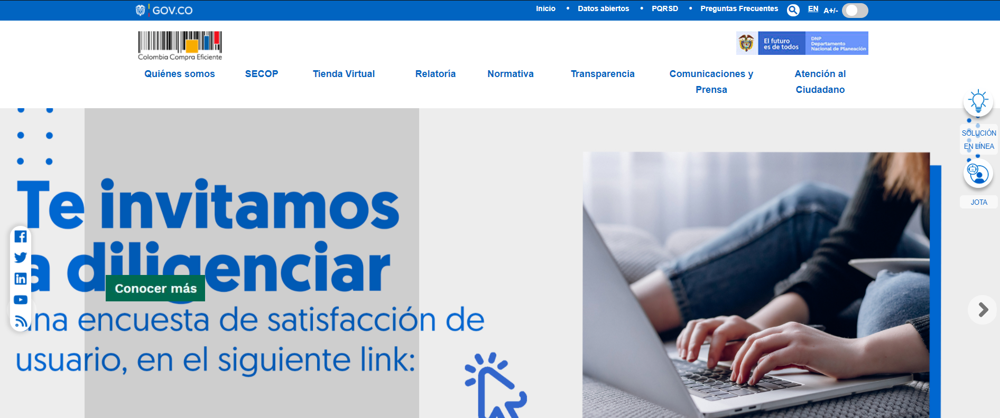 GOV.CO
Inicio • Datos abiertos • PQRSD • Preguntas Frecuentes EN A+/-
Colombia Compra Eficiente
El futuro
es de todos
DNP
Departamento
Nacional de Planeación
Quiénes somos SECOP Tienda Virtual Relatoría Normativa Transparencia Comunicaciones y
Prensa
Atención al
Ciudadano
SOLUCIÓN
EN LÍNEA
JOTA
Te invitamos
a diligenciar
Conocer más
una encuesta de satisfacción de
usuario, en el siguiente link: